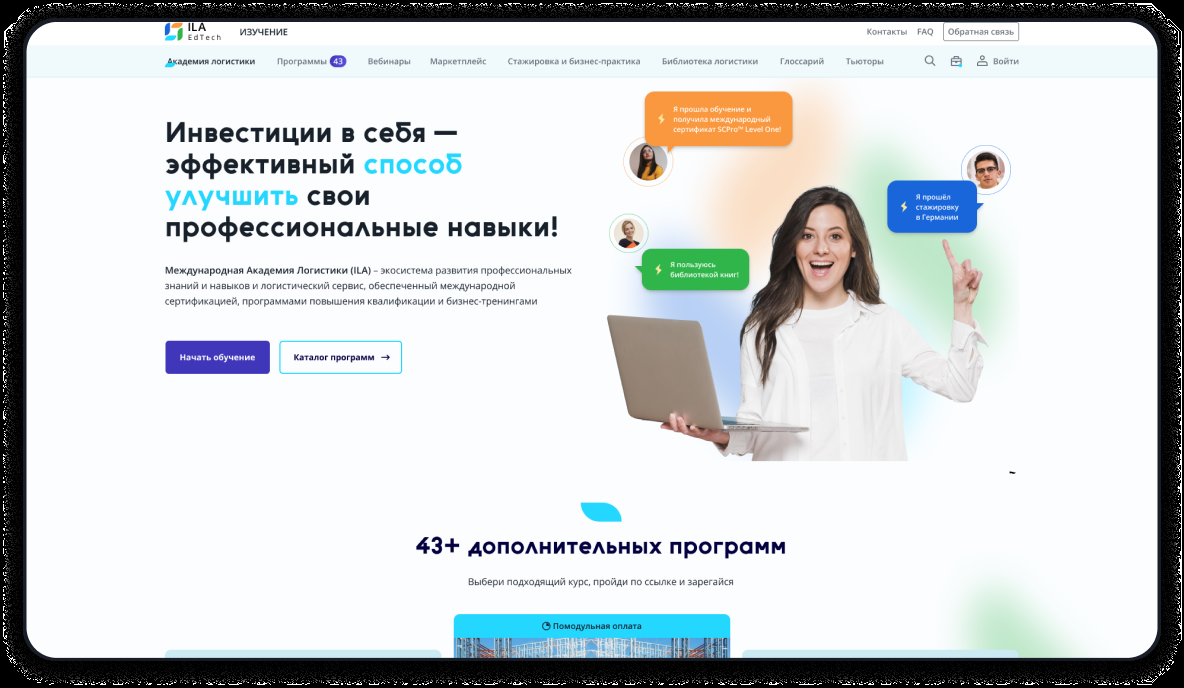 ILA
EdTech
ИЗУЧЕНИЕ
Контакты
FAQ
Обратная связь
Академия логистики
Программы 43
Вебинары
Маркетплейс
Стажировка и бизнес-практика
Библиотека логистики
Глоссарий
Тьюторы
Войти
Инвестиции в себя —
эффективный способ
улучшить свои
профессиональные навыки!
Международная Академия Логистики (ILA) – экосистема развития профессиональных
знаний и навыков и логистический сервис, обеспеченный международной
сертификацией, программами повышения квалификации и бизнес-тренингами
Начать обучение
Каталог программ →
Я прошла обучение и
получила международный
сертификат SCPro™ Level One!
Я прошёл
стажировку
в Германии
Я пользуюсь
библиотекой книг!
~
43+ дополнительных программ
Выбери подходящий курс, пройди по ссылке и зарегайся
Помодульная оплата